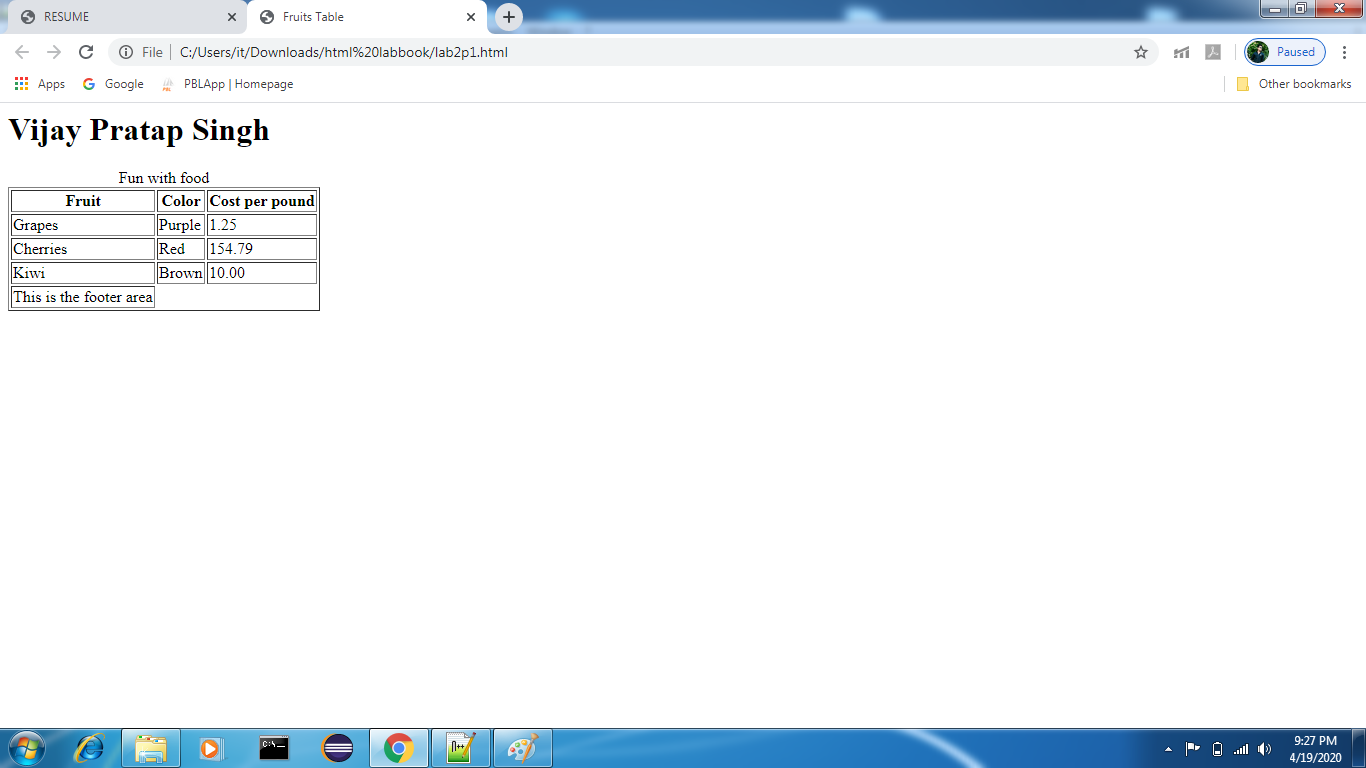 RESUME
Fruits Table
File
C:/Users/it/Downloads/html%20labbook/lab2p1.html
Paused
Apps
Google
PBLApp | Homepage
Other bookmarks
Vijay Pratap Singh
Fun with food
Fruit Color Cost per pound
Grapes Purple 1.25
Cherries Red 154.79
Kiwi Brown 10.00
This is the footer area
9:27 PM
4/19/2020